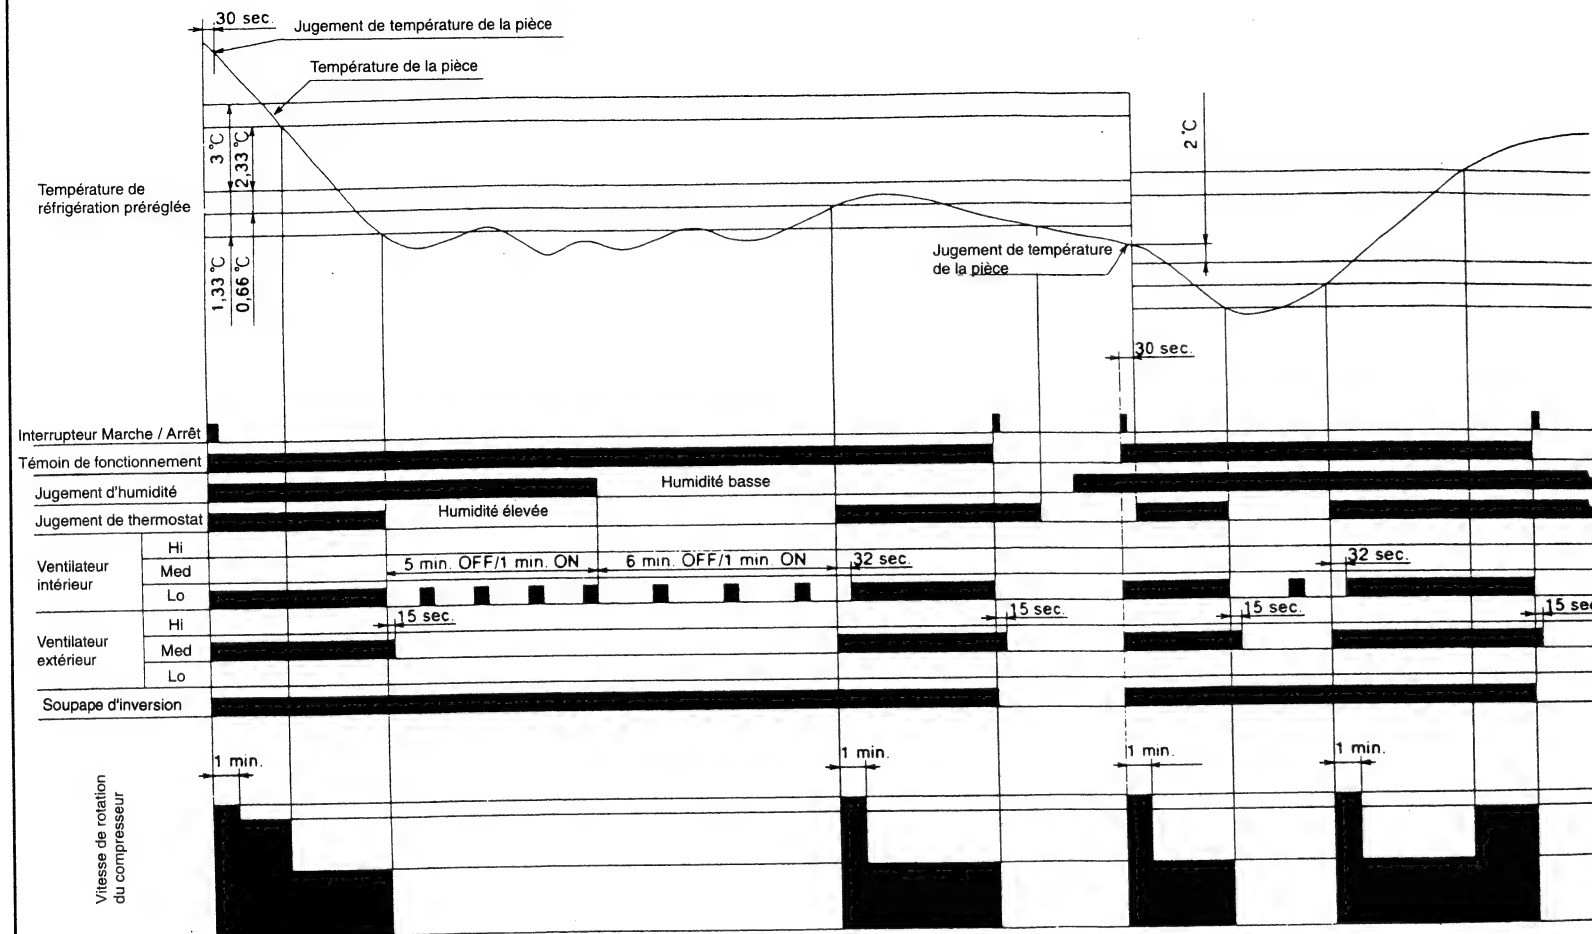 30 sec.
Jugement de température de la pièce
Température de la pièce
3 °C
2,33 °C
2 °C
Température de
réfrigération préréglée
1,33 °C
0,66 °C
Jugement de température
de la pièce
30 sec.
Interrupteur Marche / Arrêt
Témoin de fonctionnement
Jugement d'humidité
Humidité basse
Jugement de thermostat
Humidité élevée
Ventilateur
intérieur
Hi
Med
Lo
5 min. OFF/1 min. ON
6 min. OFF/1 min. ON
32 sec.
32 sec.
Ventilateur
extérieur
Hi
Med
Lo
15 sec.
15 sec.
15 sec.
15 sec
Soupape d'inversion
1 min.
1 min.
1 min.
1 min.
Vitesse de rotation
du compresseur